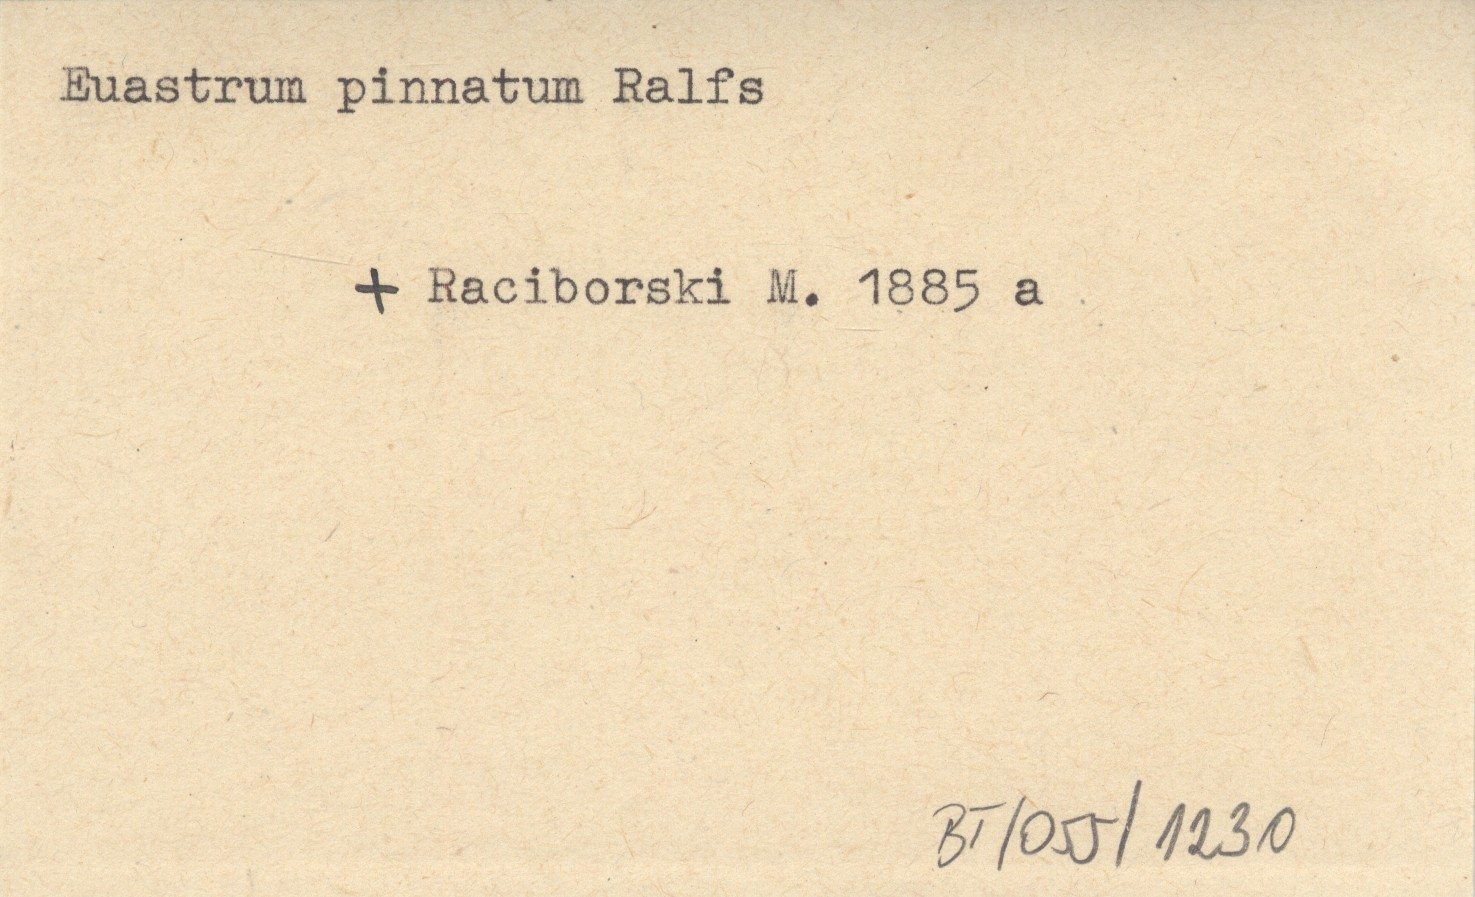 Euastrum pinnatum Ralfs
+ Raciborski M. 1885 a
BT/055/1230